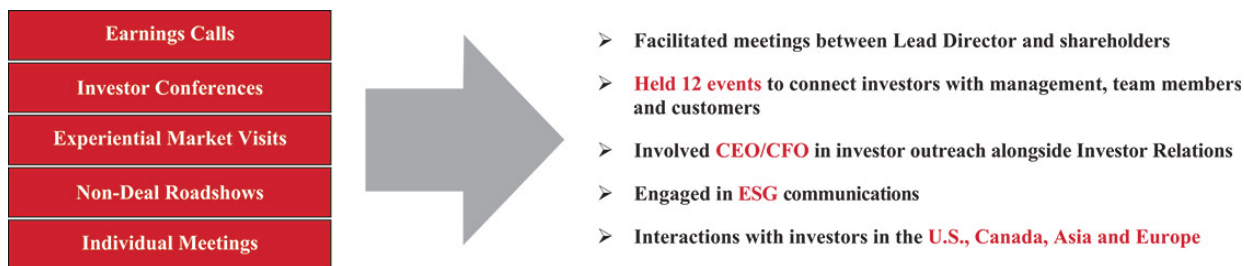 Earnings Calls
Investor Conferences
Experiential Market Visits
Non-Deal Roadshows
Individual Meetings
➢ Facilitated meetings between Lead Director and shareholders
➢ Held 12 events to connect investors with management, team members
and customers
➢ Involved CEO/CFO in investor outreach alongside Investor Relations
➢ Engaged in ESG communications
➢ Interactions with investors in the U.S., Canada, Asia and Europe